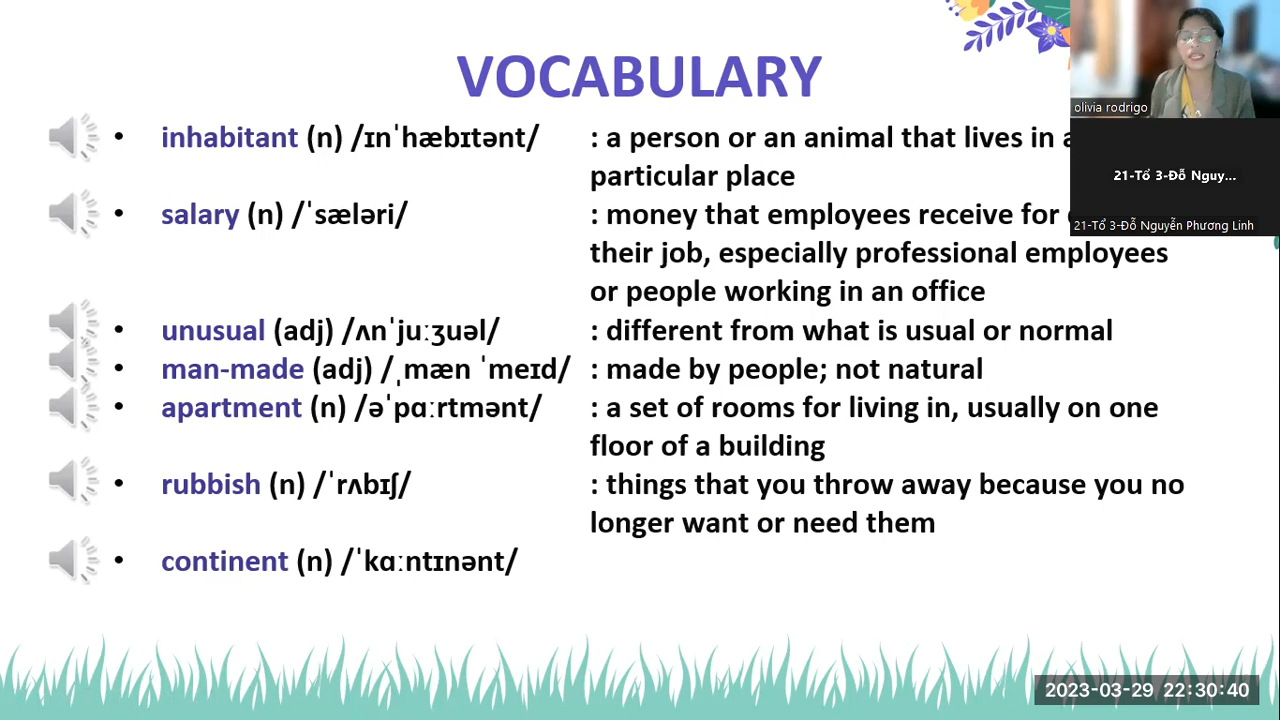 VOCABULARY
olivia rodrigo
21-Tổ 3-Đỗ Nguy...
21-Tổ 3-Đỗ Nguyễn Phương Linh
• inhabitant (n) /ɪnˈhæbɪtənt/ : a person or an animal that lives in
particular place
• salary (n) /ˈsæləri/ : money that employees receive for
their job, especially professional employees
or people working in an office
• unusual (adj) /ʌnˈjuːʒuəl/ : different from what is usual or normal
• man-made (adj) /ˌmæn ˈmeɪd/ : made by people; not natural
• apartment (n) /əˈpɑːrtmənt/ : a set of rooms for living in, usually on one
floor of a building
• rubbish (n) /ˈrʌbɪʃ/ : things that you throw away because you no
longer want or need them
• continent (n) /ˈkɑːntɪnənt/
2023-03-29 22:30:40